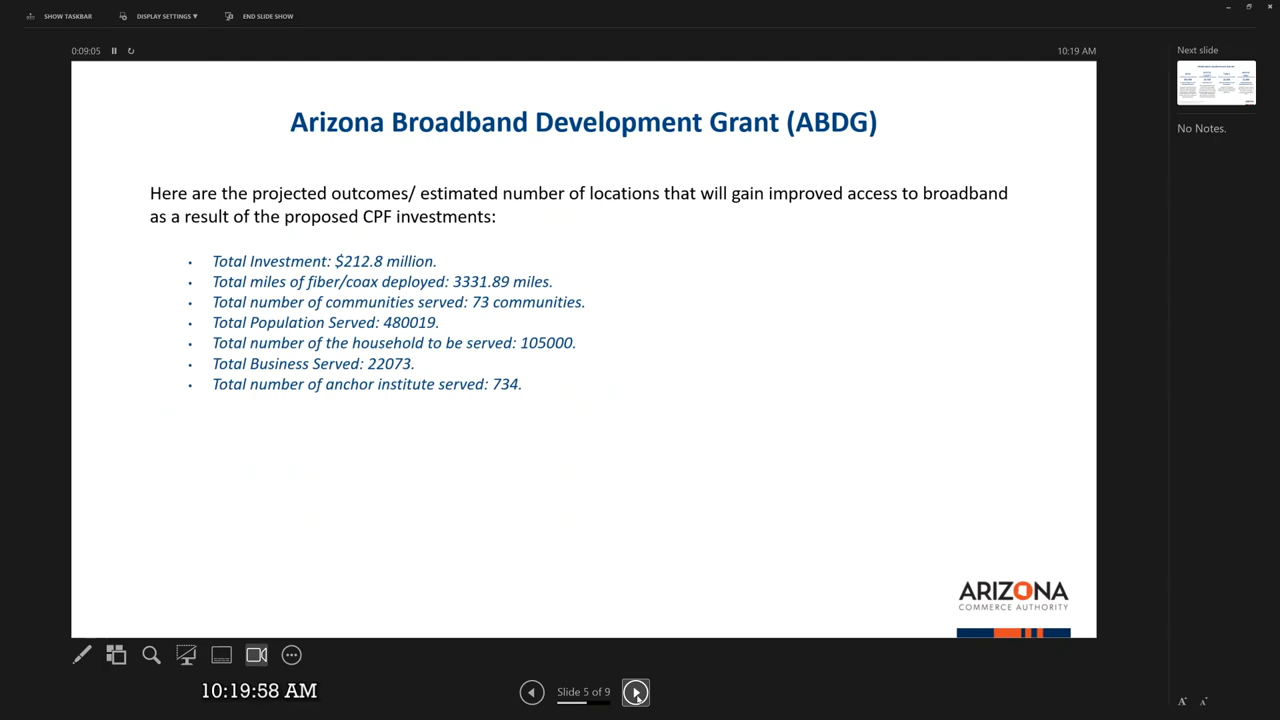 SHOW TASKBAR
DISPLAY SETTINGS ▼
END SLIDE SHOW
0:09:05
10:19 AM
Next slide
No Notes.
Arizona Broadband Development Grant (ABDG)
Here are the projected outcomes/ estimated number of locations that will gain improved access to broadband
as a result of the proposed CPF investments:
• Total Investment: $212.8 million.
• Total miles of fiber/coax deployed: 3331.89 miles.
• Total number of communities served: 73 communities.
• Total Population Served: 480019.
• Total number of the household to be served: 105000.
• Total Business Served: 22073.
• Total number of anchor institute served: 734.
ARIZONA
COMMERCE AUTHORITY
10:19:58 AM
Slide 5 of 9
A A